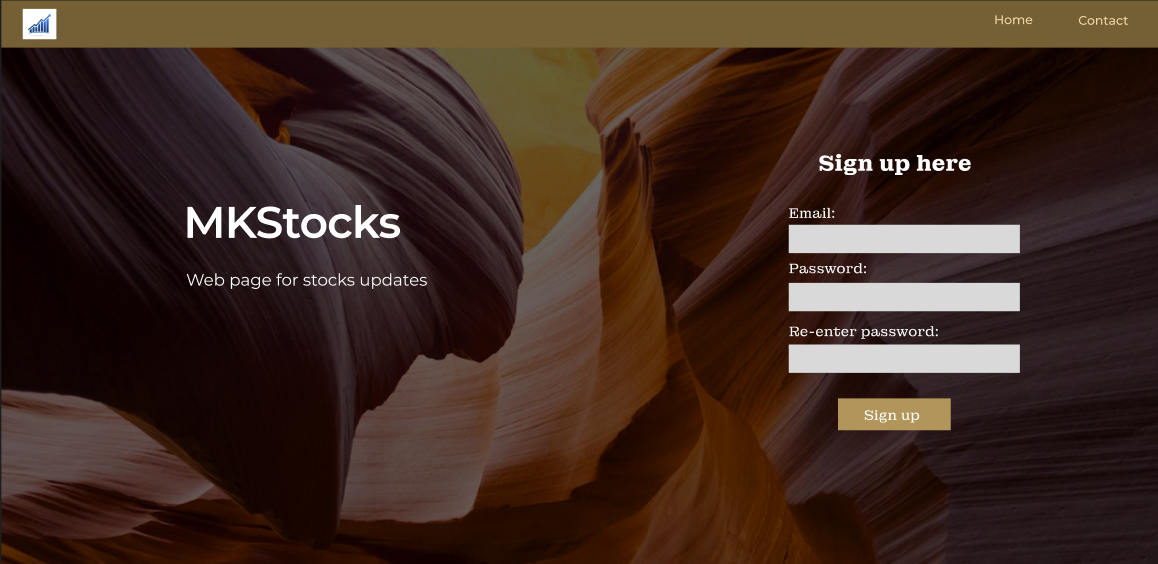 Home
Contact
Sign up here
MKStocks
Web page for stocks updates
Email:
Password:
Re-enter password:
Sign up